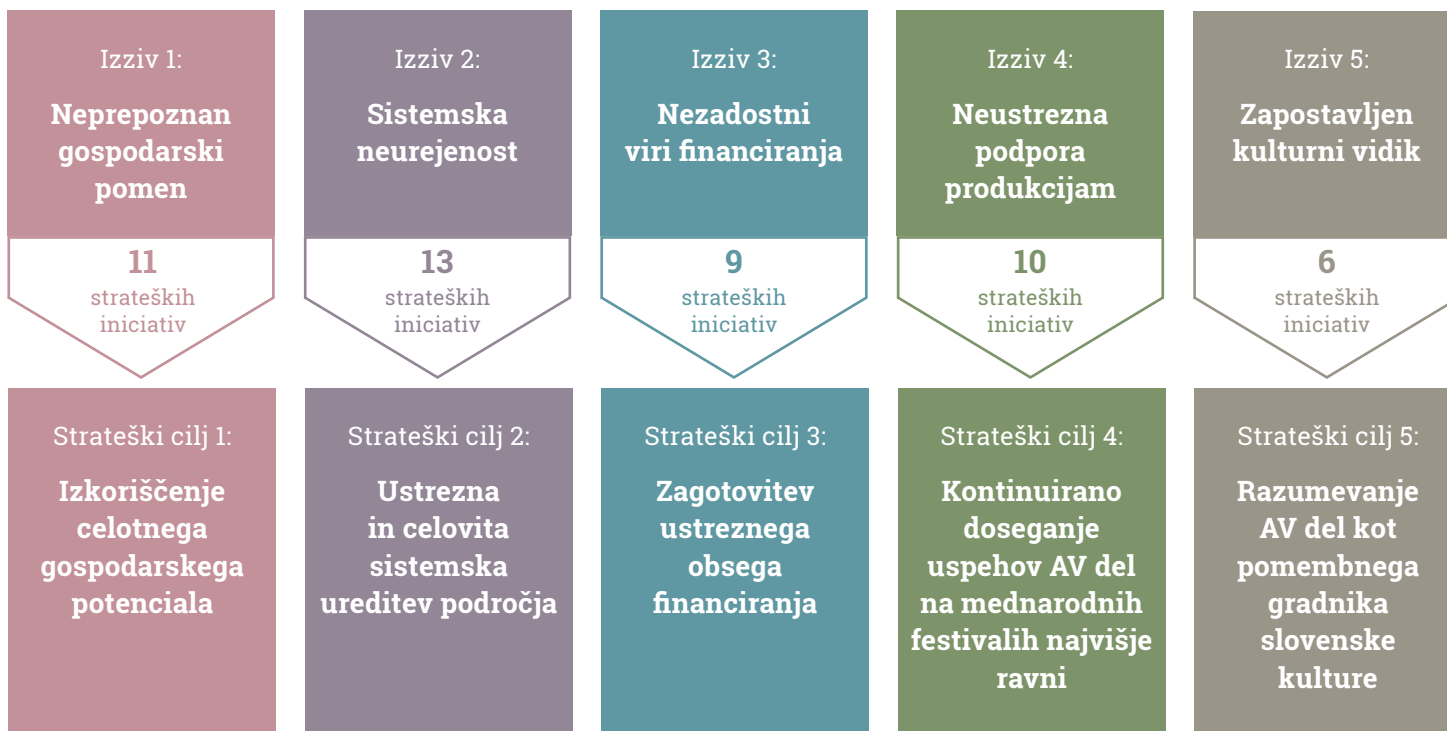 Izziv 1:
Neprepoznan
gospodarski
pomen
11
strateških
iniciativ
Strateški cilj 1:
Izkoriščenje
celotnega
gospodarskega
potenciala
Izziv 2:
Sistemska
neurejenost
13
strateških
iniciativ
Strateški cilj 2:
Ustrezna
in celovita
sistemska
ureditev področja
Izziv 3:
Nezadostni
viri financiranja
9
strateških
iniciativ
Strateški cilj 3:
Zagotovitev
ustreznega
obsega
financiranja
Izziv 4:
Neustrezna
podpora
produkcijam
10
strateških
iniciativ
Strateški cilj 4:
Kontinuirano
doseganje
uspehov AV del
na mednarodnih
festivalih najvišje
ravni
Izziv 5:
Zapostavljen
kulturni vidik
6
strateških
iniciativ
Strateški cilj 5:
Razumevanje
AV del kot
pomembnega
gradnika
slovenske
kulture